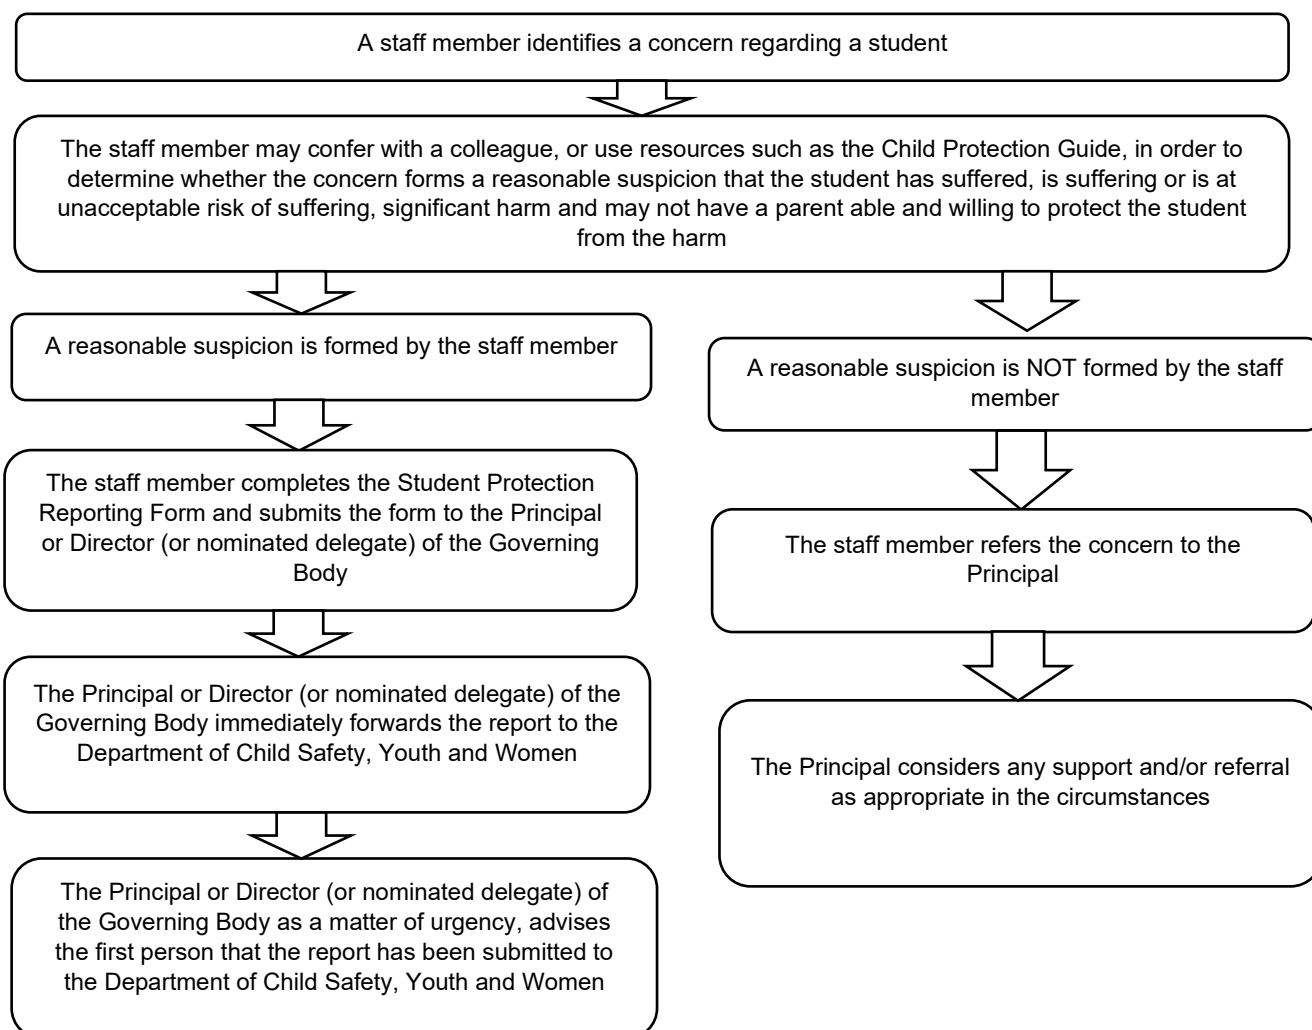 A staff member identifies a concern regarding a student
The staff member may confer with a colleague, or use resources such as the Child Protection Guide, in order to
determine whether the concern forms a reasonable suspicion that the student has suffered, is suffering or is at
unacceptable risk of suffering, significant harm and may not have a parent able and willing to protect the student
from the harm
A reasonable suspicion is formed by the staff member
The staff member completes the Student Protection
Reporting Form and submits the form to the Principal
or Director (or nominated delegate) of the Governing
Body
The Principal or Director (or nominated delegate) of the
Governing Body immediately forwards the report to the
Department of Child Safety, Youth and Women
The Principal or Director (or nominated delegate) of
the Governing Body as a matter of urgency, advises
the first person that the report has been submitted to
the Department of Child Safety, Youth and Women
A reasonable suspicion is NOT formed by the staff
member
The staff member refers the concern to the
Principal
The Principal considers any support and/or referral
as appropriate in the circumstances